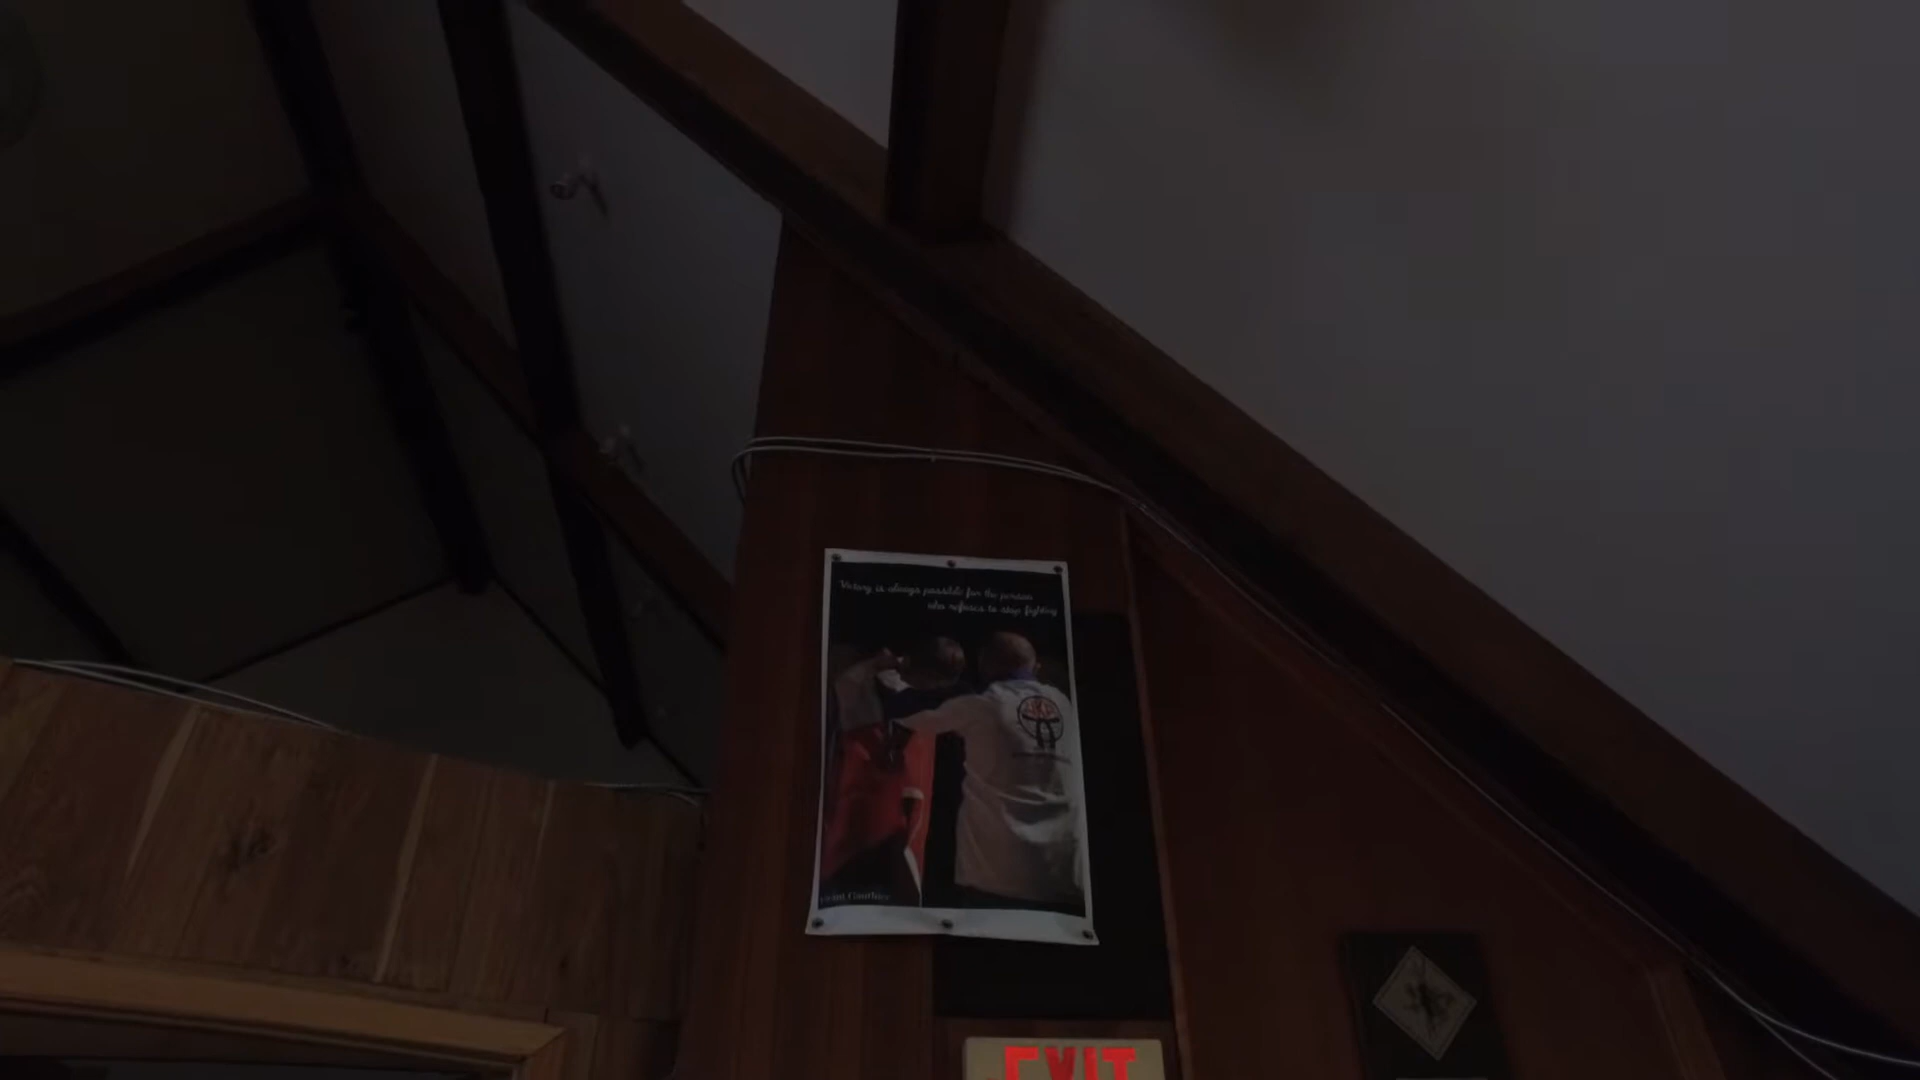 Victory is always possible for the person
who refuses to stop fighting
EXIT